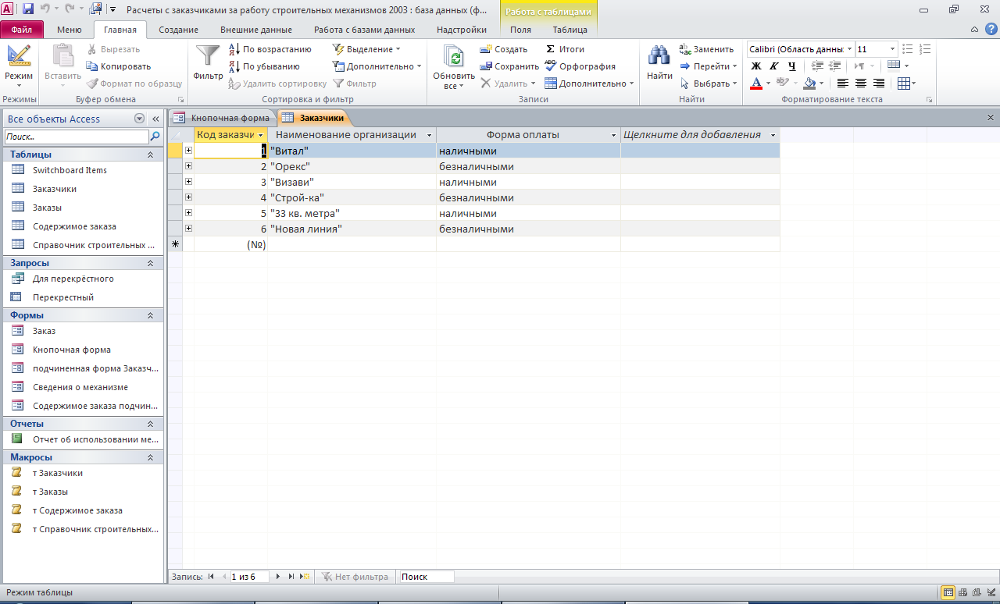 Расчеты с заказчиками за работу строительных механизмов 2003 : база данных (ф...
Работа с таблицами
Файл Меню Главная Создание Внешние данные Работа с базами данных Надстройки Поля Таблица
Режим
Режимы
Вставить
Вырезать
Копировать
Формат по образцу
Буфер обмена
Фильтр
По возрастанию
По убыванию
Удалить сортировку
Выделение
Дополнительно
Фильтр
Сортировка и фильтр
Обновить
все
Создать
Сохранить
Удалить
Итоги
Орфография
Дополнительно
Записи
Найти
Заменить
Перейти
Выбрать
Найти
Calibri (Область данны 11
Ж К Ч
А
Форматирование текста
Все объекты Access
Поиск...
Таблицы
Switchboard Items
Заказчики
Заказы
Содержимое заказа
Справочник строительных ...
Запросы
Для перекрёстного
Перекрестный
Формы
Заказ
Кнопочная форма
подчиненная форма Заказч...
Сведения о механизме
Содержимое заказа подчин...
Отчеты
Отчет об использовании ме...
Макросы
т Заказчики
т Заказы
т Содержимое заказа
т Справочник строительных...
Кнопочная форма Заказчики
Код заказчи Наименование организации Форма оплаты Щелкните для добавления
1 "Витал" наличными
2 "Орекс" безналичными
3 "Визави" наличными
4 "Строй-ка" безналичными
5 "33 кв. метра" наличными
6 "Новая линия" безналичными
(№)
Запись: 1 из 6 Нет фильтра Поиск
Режим таблицы